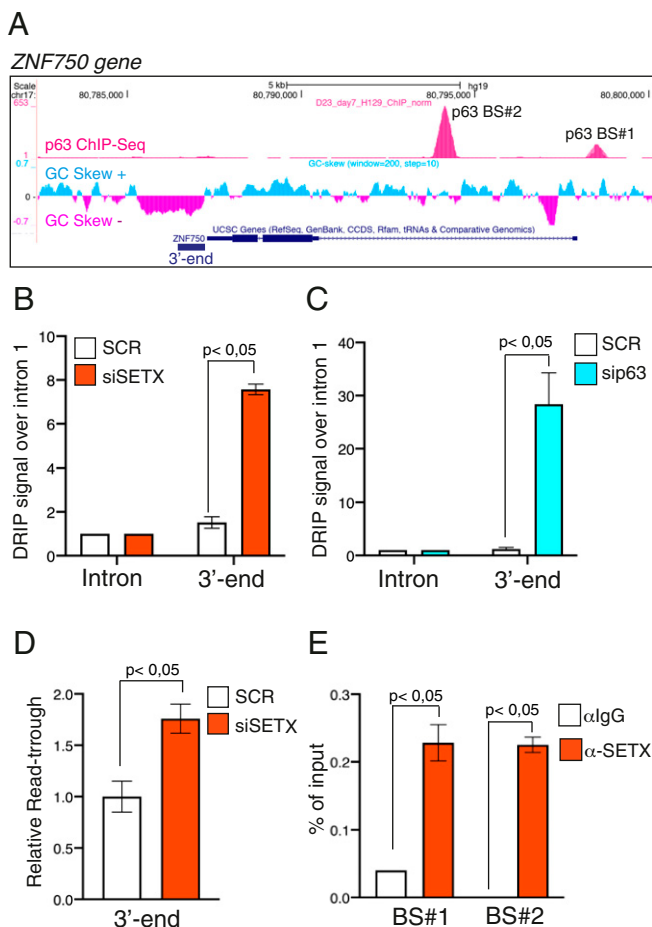 A
ZNF750 gene
Scale
chr17:
5 kb
hg19
80,785,000
80,790,000
80,795,000
80,800,000
653
D23_day7_H129_ChIP_norm
p63 BS#2
p63 BS#1
p63 ChIP-Seq
1
0.7
GC-skew (window=200, step=10)
GC Skew +
0
GC Skew -
-0.7
UCSC Genes (RefSeq, GenBank, CCDS, Rfam, tRNAs & Comparative Genomics)
ZNF750
3'-end
B
DRIP signal over intron 1
10
8
6
4
2
0
SCR
siSETX
p< 0,05
Intron
3'-end
C
DRIP signal over intron 1
40
30
20
10
0
SCR
sip63
p< 0,05
Intron
3'-end
D
Relative Read-trrough
2.0
1.5
1.0
0.5
0.0
SCR
siSETX
p< 0,05
3'-end
E
% of input
0.3
0.2
0.1
0.0
αIgG
α-SETX
p< 0,05
p< 0,05
BS#1
BS#2